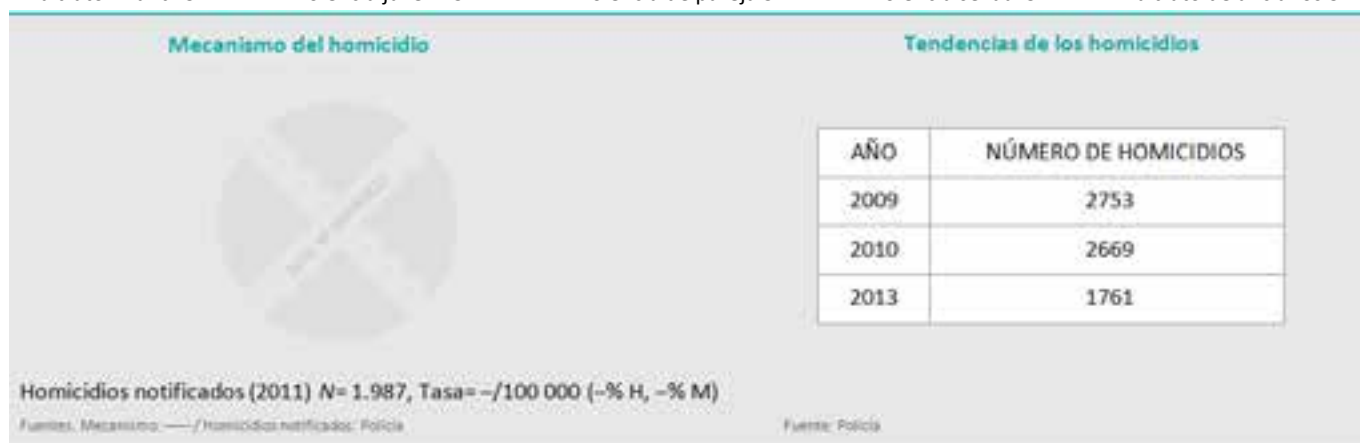 Mecanismo del homicidio
Tendencias de los homicidios
AÑO NÚMERO DE HOMICIDIOS
2009 2753
2010 2669
2013 1761
Homicidios notificados (2011) N= 1.987, Tasa= –/100 000 (–% H, –% M)
Fuentes. Mecanismo: —— / Homicidios notificados: Policía
Fuente: Policía